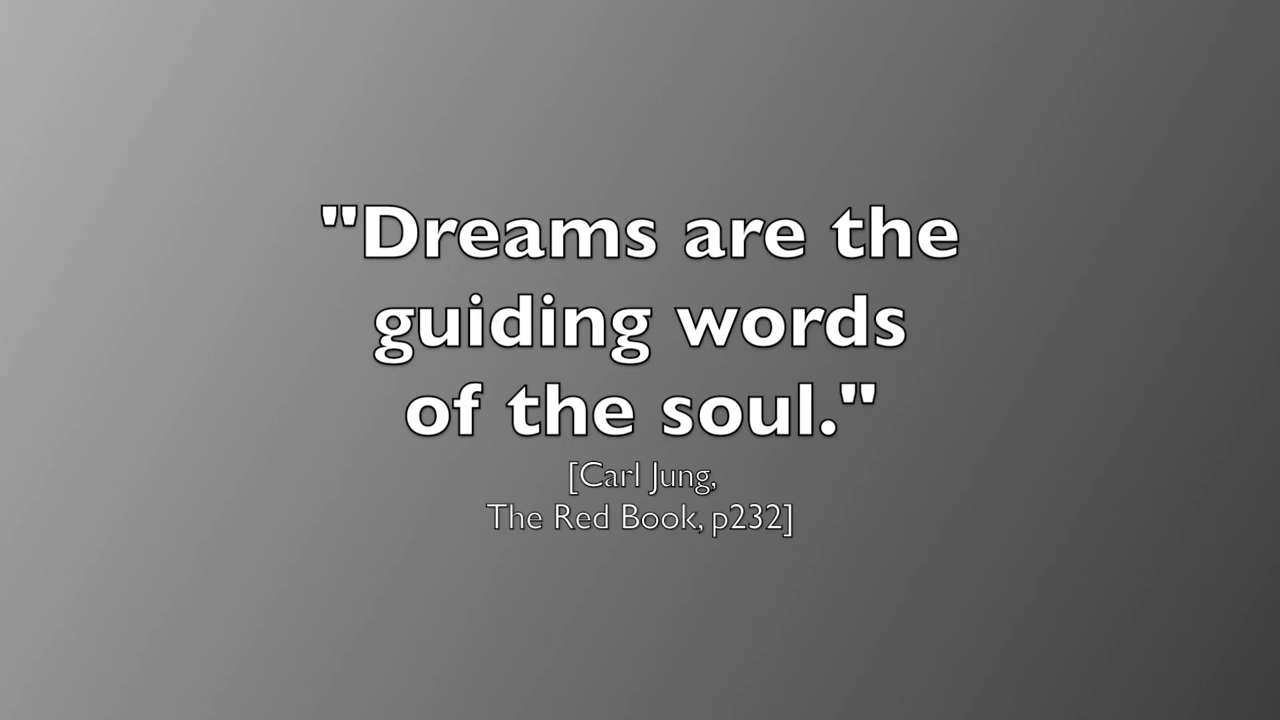 "Dreams are the
guiding words
of the soul."
[Carl Jung,
The Red Book, p232]